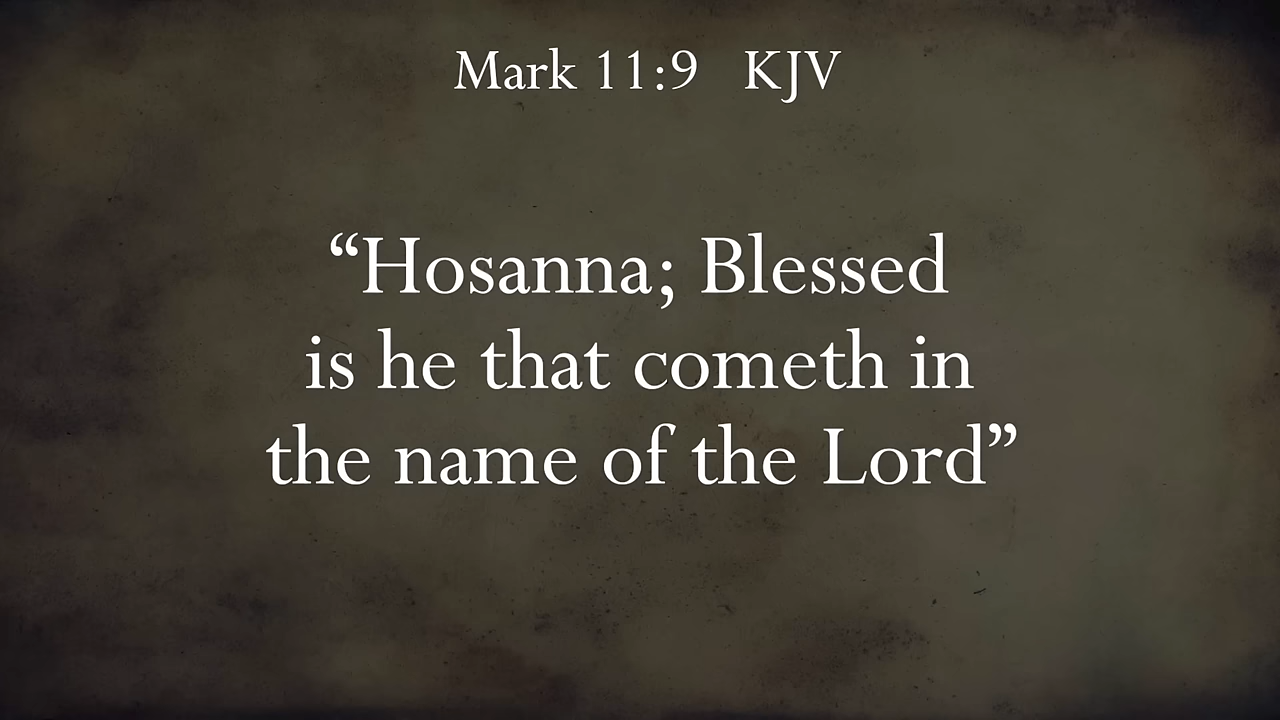 Mark 11:9 KJV
“Hosanna; Blessed
is he that cometh in
the name of the Lord”